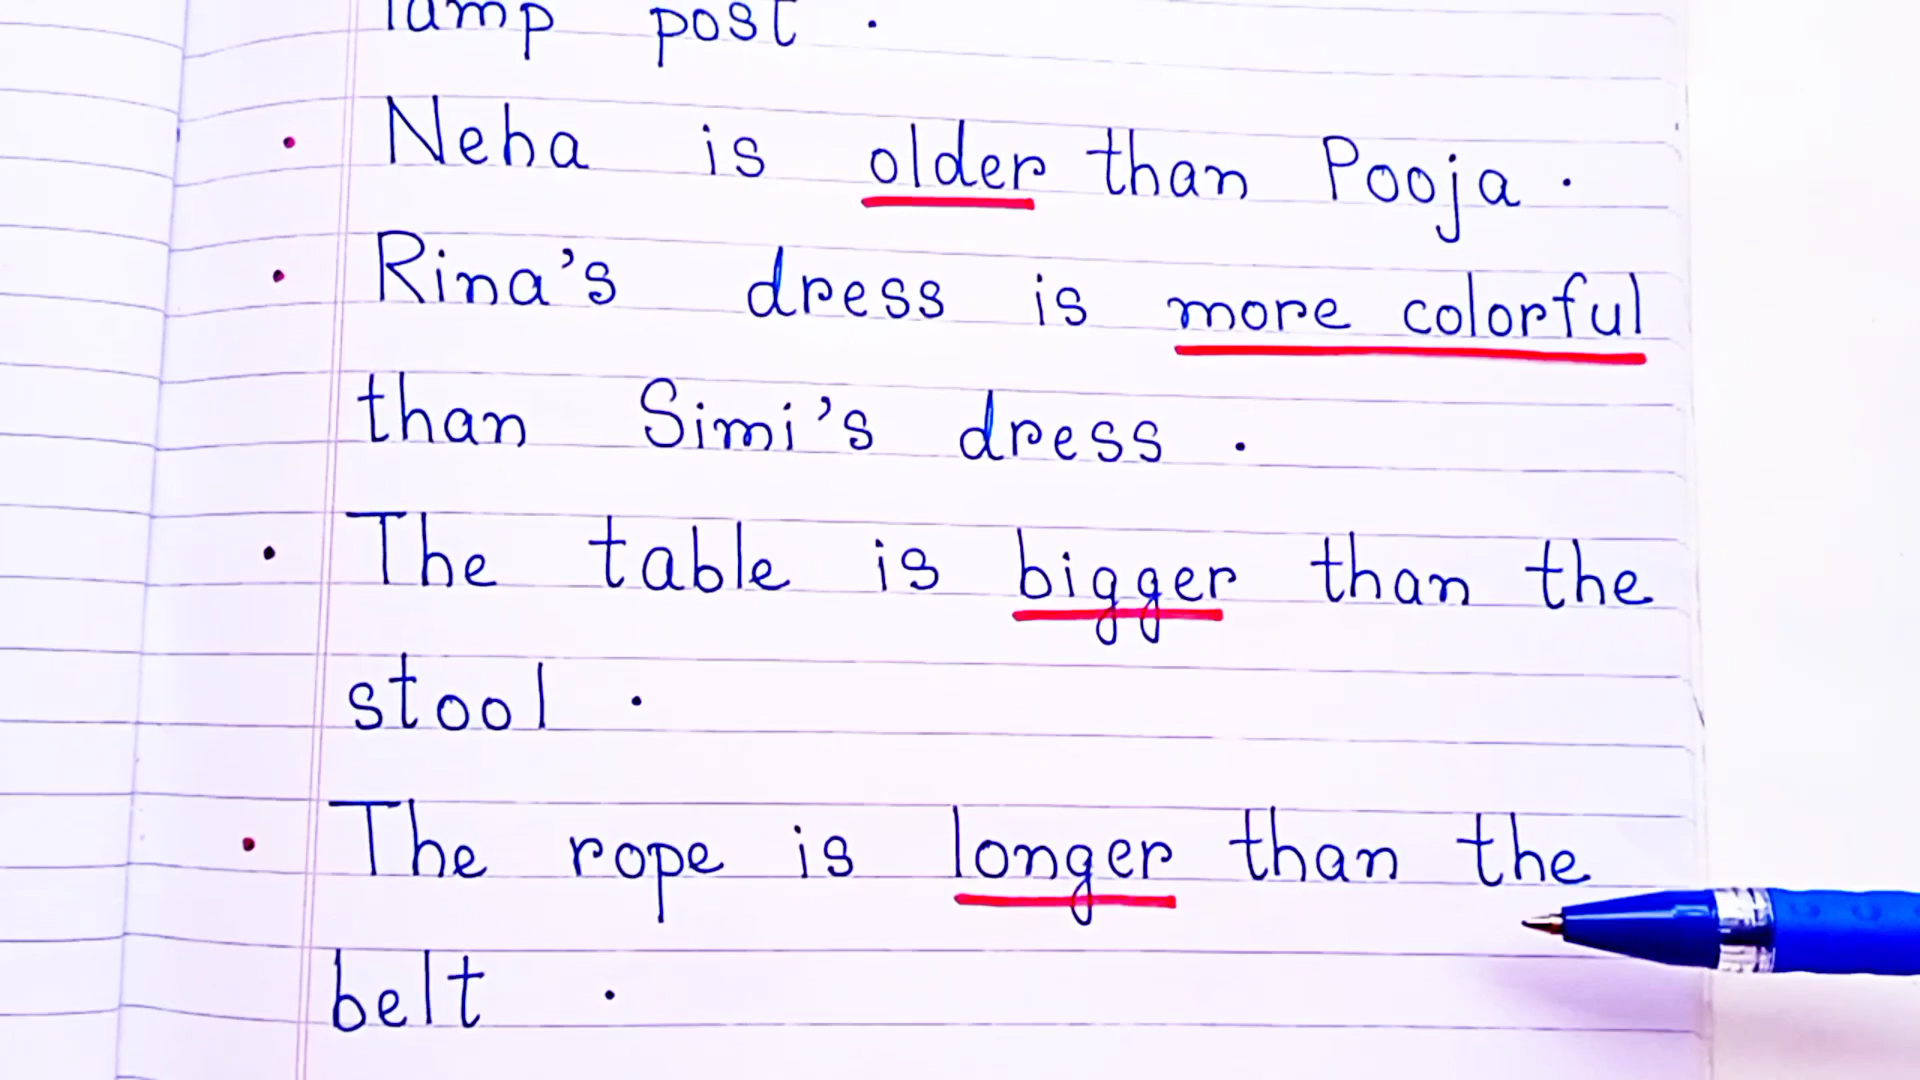 lamp post .
• Neha is older than Pooja .
• Rina's dress is more colorful
than Simi's dress .
• The table is bigger than the
stool .
• The rope is longer than the
belt .